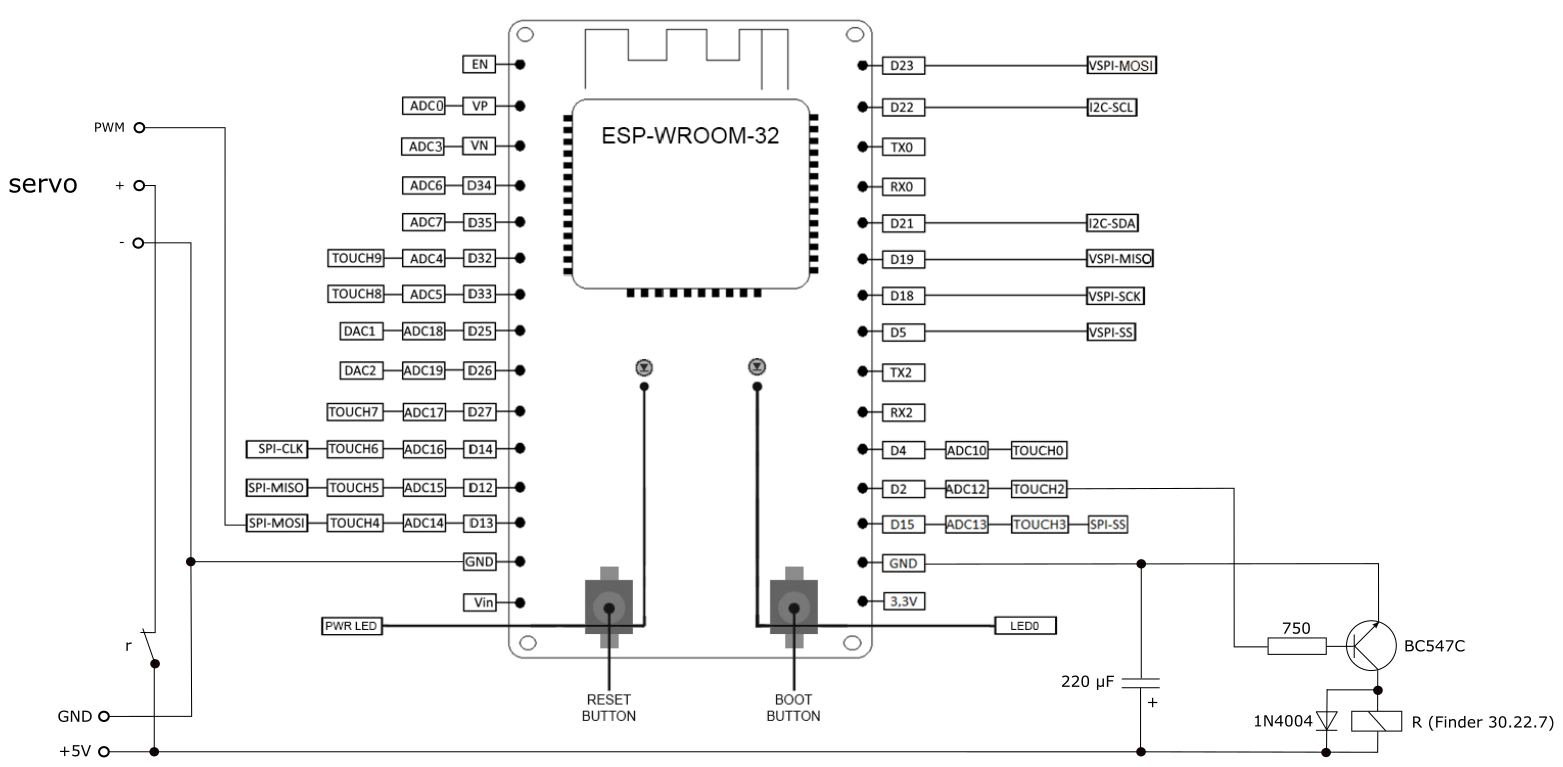 ESP-WROOM-32
EN
ADC0 VP
ADC3 VN
ADC6 D34
ADC7 D35
TOUCH9 ADC4 D32
TOUCH8 ADC5 D33
DAC1 ADC18 D25
DAC2 ADC19 D26
TOUCH7 ADC17 D27
SPI-CLK TOUCH6 ADC16 D14
SPI-MISO TOUCH5 ADC15 D12
SPI-MOSI TOUCH4 ADC14 D13
GND
Vin
PWR LED
D23 VSPI-MOSI
D22 I2C-SCL
TX0
RX0
D21 I2C-SDA
D19 VSPI-MISO
D18 VSPI-SCK
D5 VSPI-SS
TX2
RX2
D4 ADC10 TOUCH0
D2 ADC12 TOUCH2
D15 ADC13 TOUCH3 SPI-SS
GND
3,3V
LED0
RESET
BUTTON
BOOT
BUTTON
PWM
servo +
-
r
GND
+5V
750
BC547C
220 µF
+
1N4004
R (Finder 30.22.7)